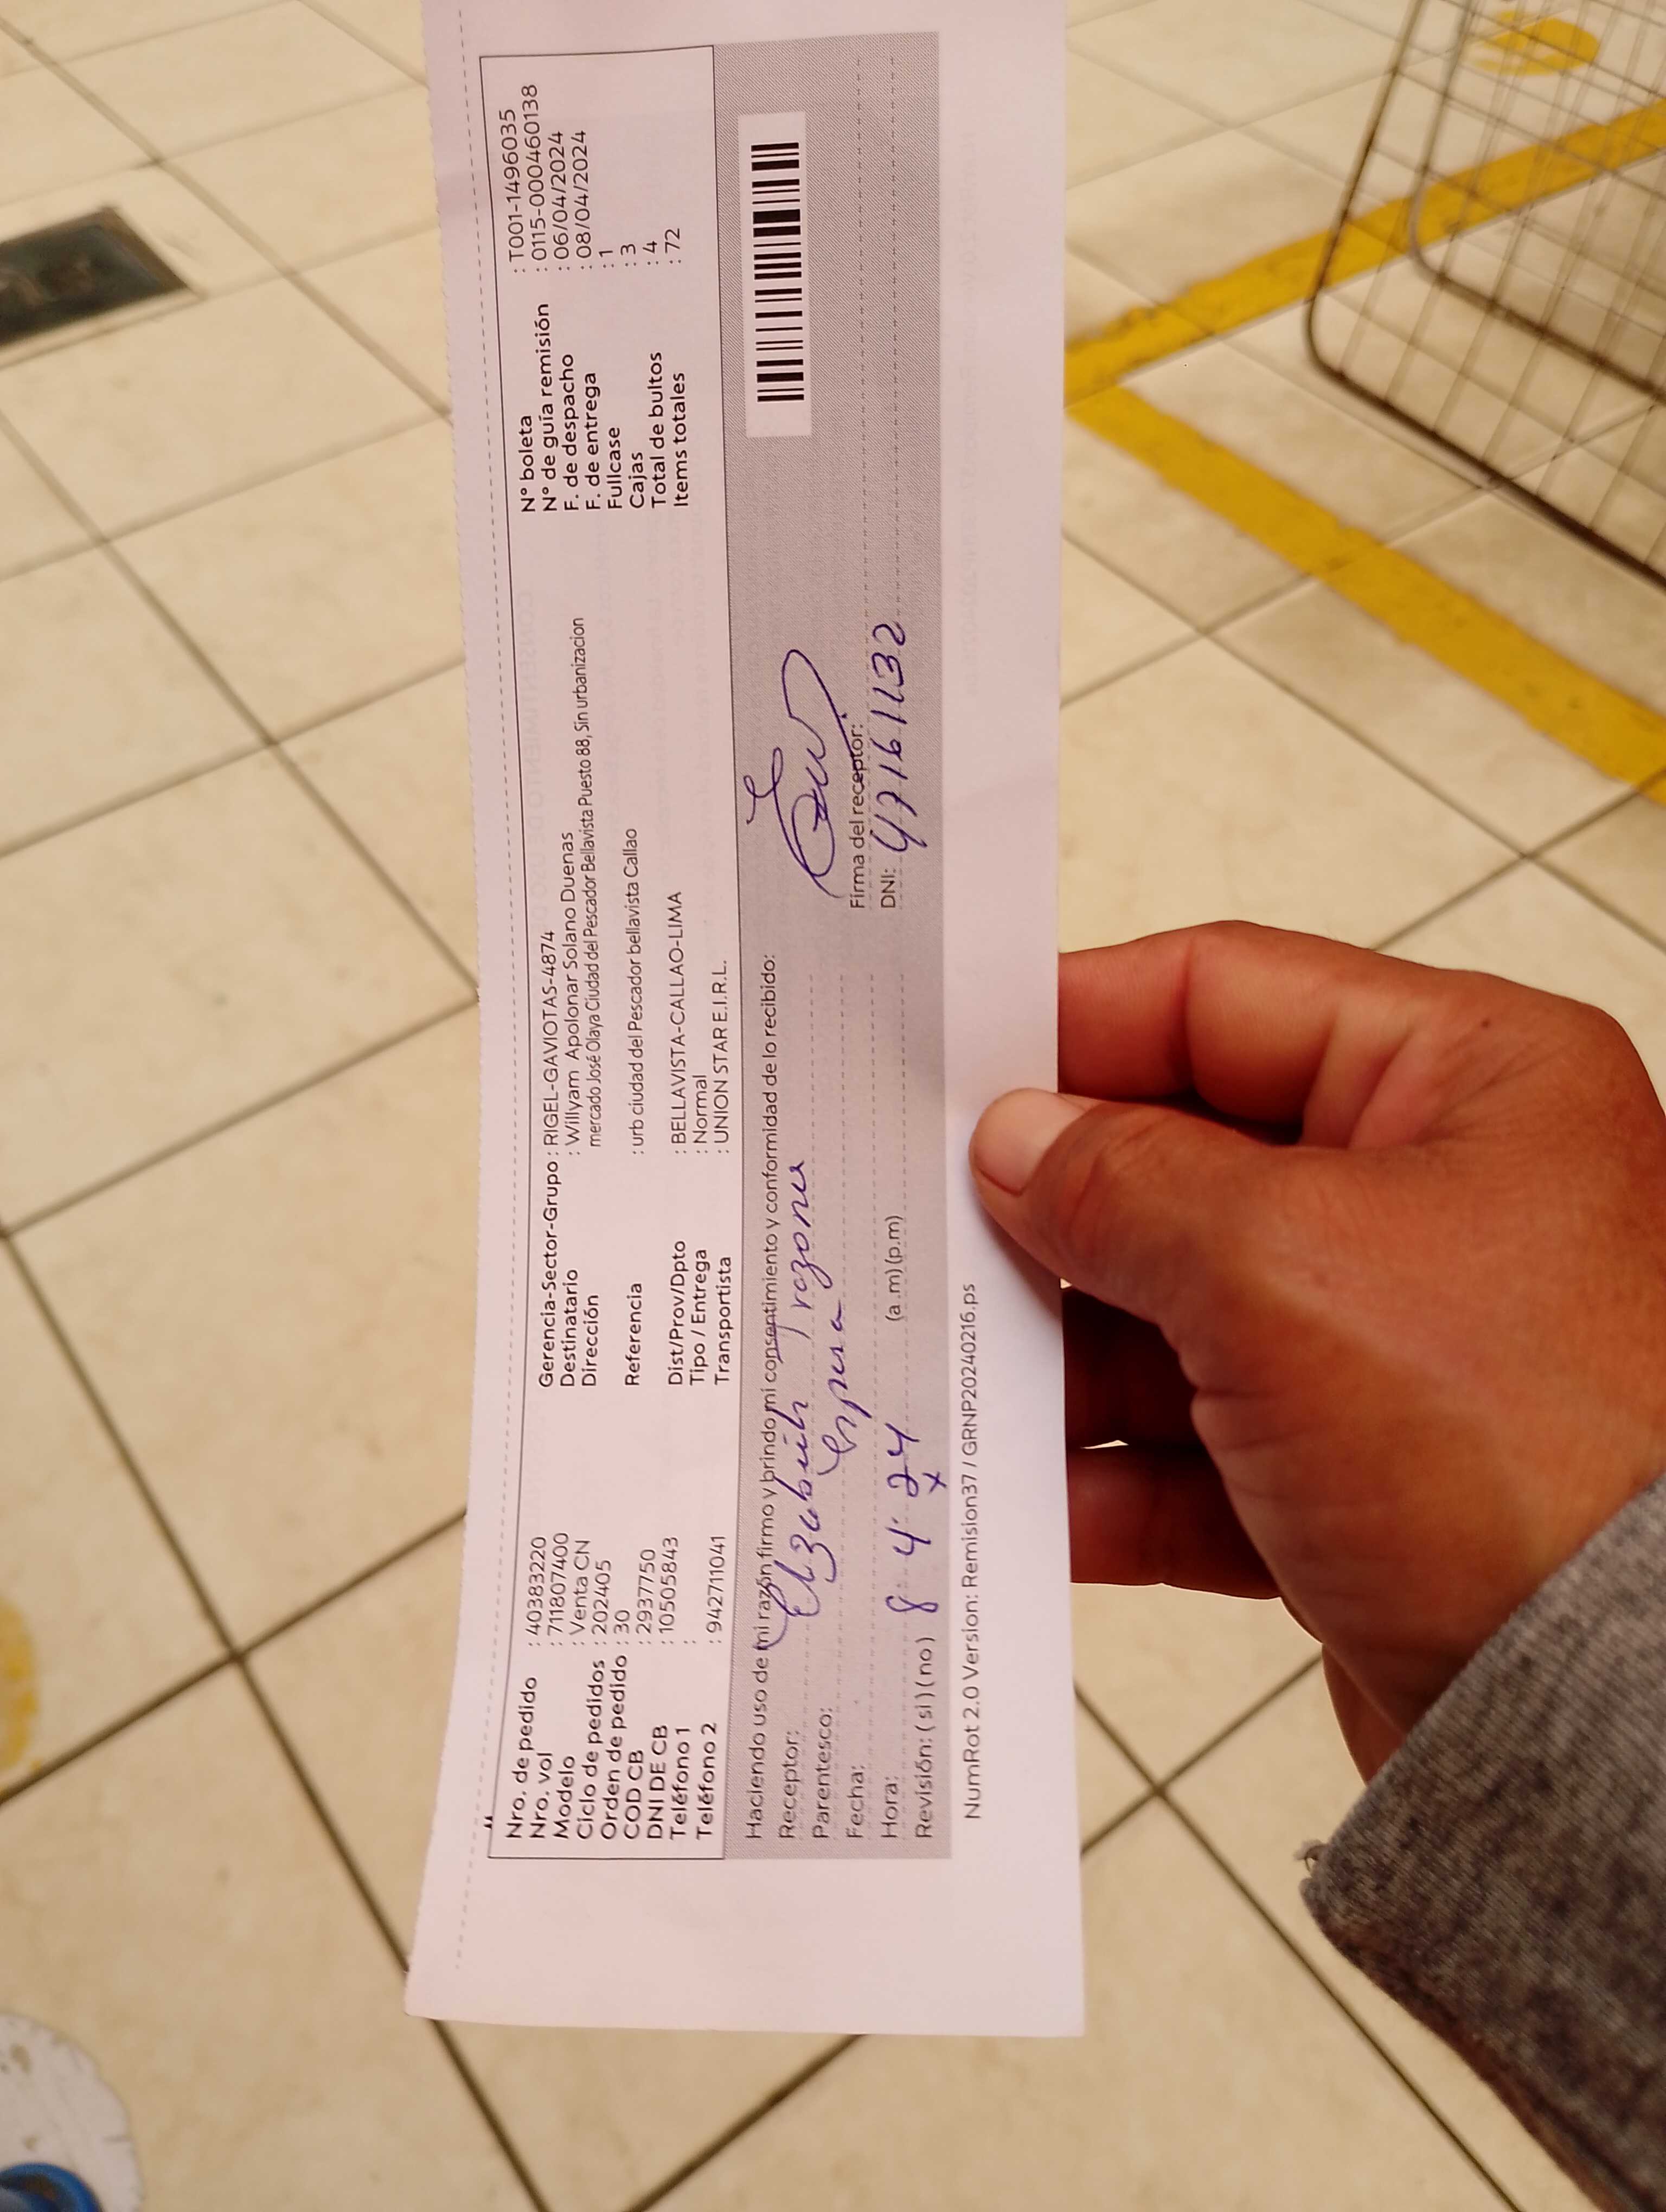 Nro. de pedido : 40383220
Nro. vol : 711807400
Modelo : Venta CN
Ciclo de pedidos : 202405
Orden de pedido : 30
COD CB : 2937750
DNI DE CB : 10505843
Teléfono 1 :
Teléfono 2 : 942711041
Gerencia-Sector-Grupo : RIGEL-GAVIOTAS-4874
Destinatario : Willyam Apolonar Solano Duenas
Dirección mercado José Olaya Ciudad del Pescador Bellavista Puesto 88, Sin urbanizacion
Referencia : urb ciudad del Pescador bellavista Callao
Dist/Prov/Dpto : BELLAVISTA-CALLAO-LIMA
Tipo / Entrega : Normal
Transportista : UNION STAR E.I.R.L.
N° boleta : T001-1496035
N° de guía remisión : 0115-000460138
F. de despacho : 06/04/2024
F. de entrega : 08/04/2024
Fullcase : 1
Cajas : 3
Total de bultos : 4
Items totales : 72
Haciendo uso de mi razón firmo y brindo mi consentimiento y conformidad de lo recibido:
Receptor:
Parentesco:
Fecha:
Hora: 8 4 24 (a.m) (p.m)
Revisión: ( si ) ( no )
Firma del receptor:
DNI: 47161132
NumRot 2.0 Version: Remision37 / GRNP20240216.ps